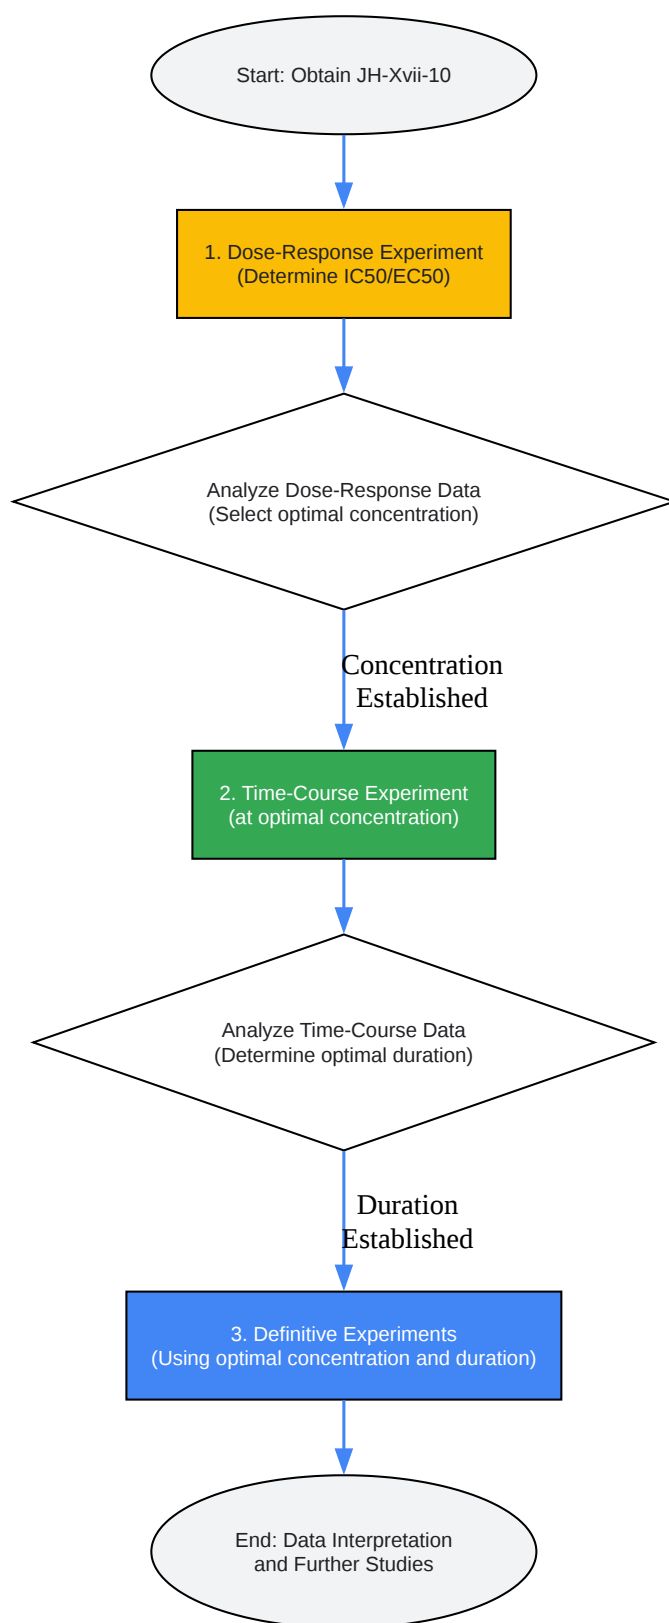 Start: Obtain JH-Xvii-10
1. Dose-Response Experiment
(Determine IC50/EC50)
Analyze Dose-Response Data
(Select optimal concentration)
Concentration
Established
2. Time-Course Experiment
(at optimal concentration)
Analyze Time-Course Data
(Determine optimal duration)
Duration
Established
3. Definitive Experiments
(Using optimal concentration and duration)
End: Data Interpretation
and Further Studies